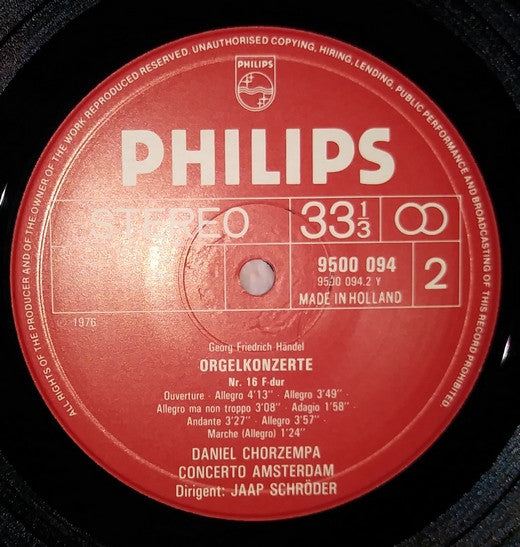 ALL RIGHTS OF THE PRODUCER AND OF THE OWNER OF THE WORK REPRODUCED RESERVED. UNAUTHORISED COPYING, HIRING, LENDING, PUBLIC PERFORMANCE AND BROADCASTING OF THIS RECORD PROHIBITED
PHILIPS
PHILIPS
STEREO 33 1/3
9500 094
9500 094.2 Y
MADE IN HOLLAND
2
℗ 1976
Georg Friedrich Händel
ORGELKONZERTE
Nr. 16 F-dur
Ouverture · Allegro 4'13" · Allegro 3'49" ·
Allegro ma non troppo 3'08" · Adagio 1'58" ·
Andante 3'27" · Allegro 3'57" ·
Marche (Allegro) 1'24"
DANIEL CHORZEMPA
CONCERTO AMSTERDAM
Dirigent: JAAP SCHRÖDER